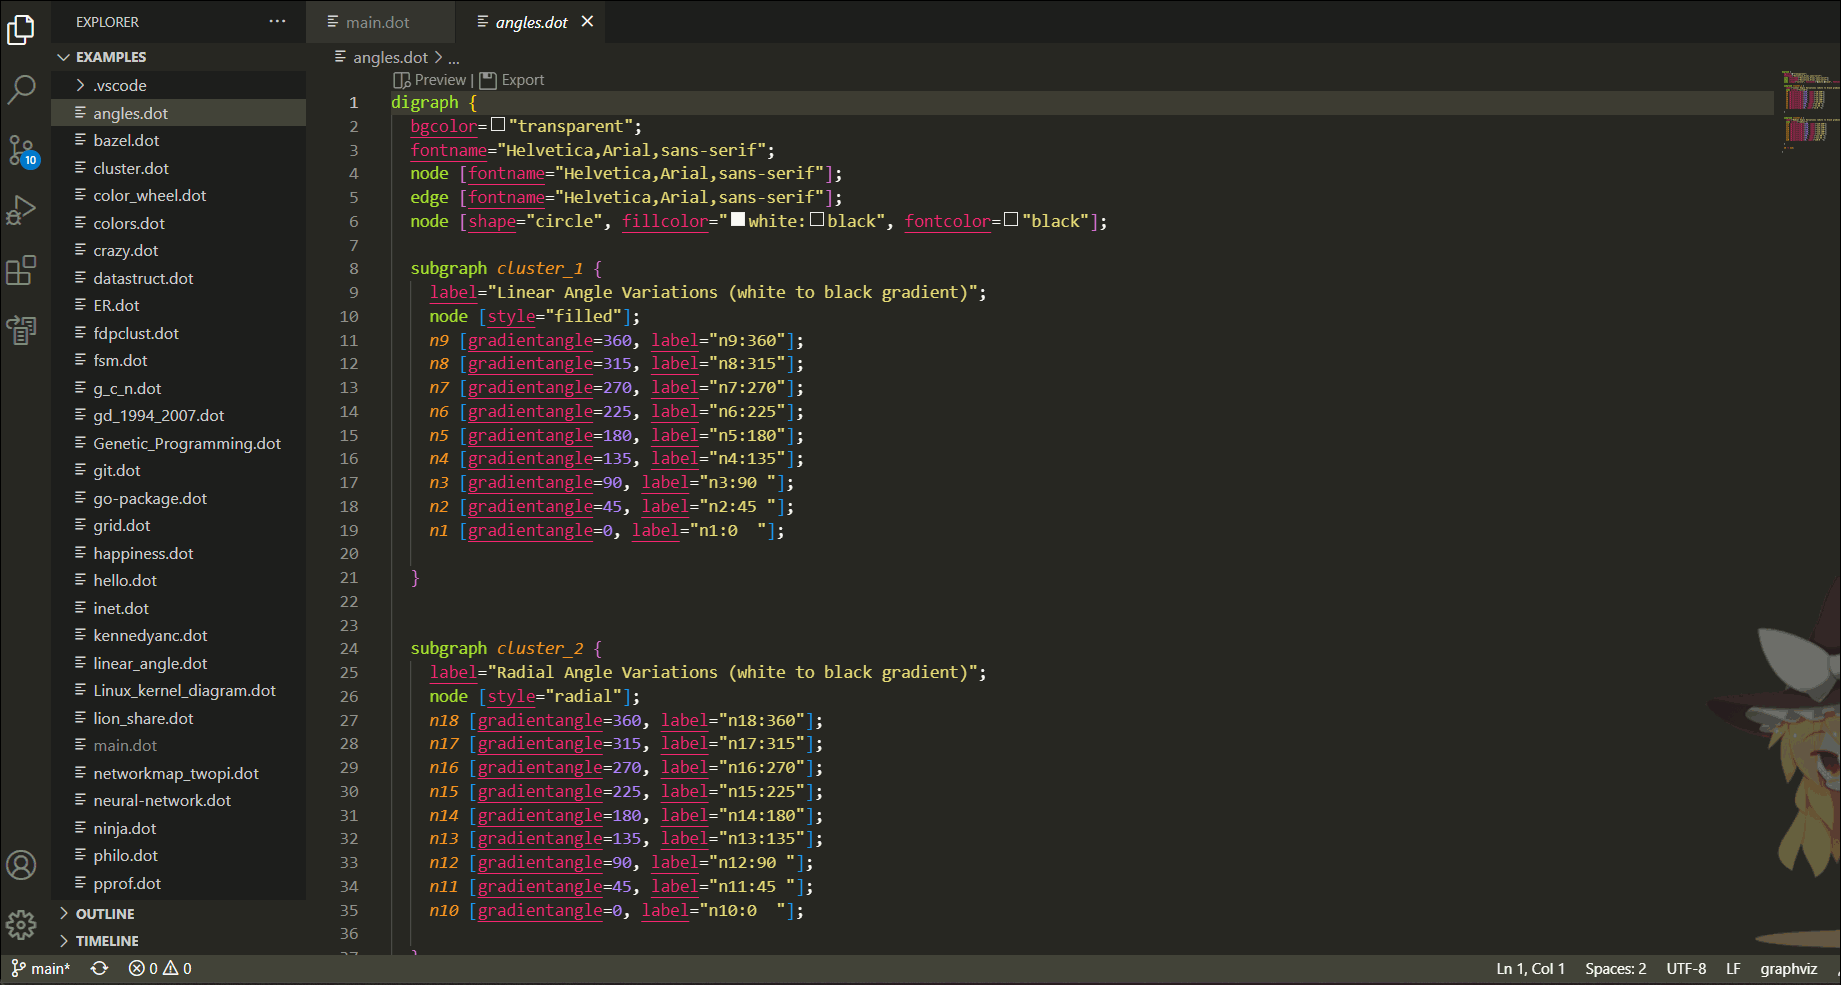 EXPLORER
EXAMPLES
.vscode
angles.dot
bazel.dot
cluster.dot
color_wheel.dot
colors.dot
crazy.dot
datastruct.dot
ER.dot
fdpclust.dot
fsm.dot
g_c_n.dot
gd_1994_2007.dot
Genetic_Programming.dot
git.dot
go-package.dot
grid.dot
happiness.dot
hello.dot
inet.dot
kennedyanc.dot
linear_angle.dot
Linux_kernel_diagram.dot
lion_share.dot
main.dot
networkmap_twopi.dot
neural-network.dot
ninja.dot
philo.dot
pprof.dot
OUTLINE
TIMELINE
10
main.dot
angles.dot
angles.dot > ...
Preview | Export
1 digraph {
2 bgcolor="transparent";
3 fontname="Helvetica,Arial,sans-serif";
4 node [fontname="Helvetica,Arial,sans-serif"];
5 edge [fontname="Helvetica,Arial,sans-serif"];
6 node [shape="circle", fillcolor="white:black", fontcolor="black"];
7
8 subgraph cluster_1 {
9 label="Linear Angle Variations (white to black gradient)";
10 node [style="filled"];
11 n9 [gradientangle=360, label="n9:360"];
12 n8 [gradientangle=315, label="n8:315"];
13 n7 [gradientangle=270, label="n7:270"];
14 n6 [gradientangle=225, label="n6:225"];
15 n5 [gradientangle=180, label="n5:180"];
16 n4 [gradientangle=135, label="n4:135"];
17 n3 [gradientangle=90, label="n3:90 "];
18 n2 [gradientangle=45, label="n2:45 "];
19 n1 [gradientangle=0, label="n1:0  "];
20
21 }
22
23
24 subgraph cluster_2 {
25 label="Radial Angle Variations (white to black gradient)";
26 node [style="radial"];
27 n18 [gradientangle=360, label="n18:360"];
28 n17 [gradientangle=315, label="n17:315"];
29 n16 [gradientangle=270, label="n16:270"];
30 n15 [gradientangle=225, label="n15:225"];
31 n14 [gradientangle=180, label="n14:180"];
32 n13 [gradientangle=135, label="n13:135"];
33 n12 [gradientangle=90, label="n12:90 "];
34 n11 [gradientangle=45, label="n11:45 "];
35 n10 [gradientangle=0, label="n10:0  "];
36
37 }
main* 0 0 Ln 1, Col 1 Spaces: 2 UTF-8 LF graphviz